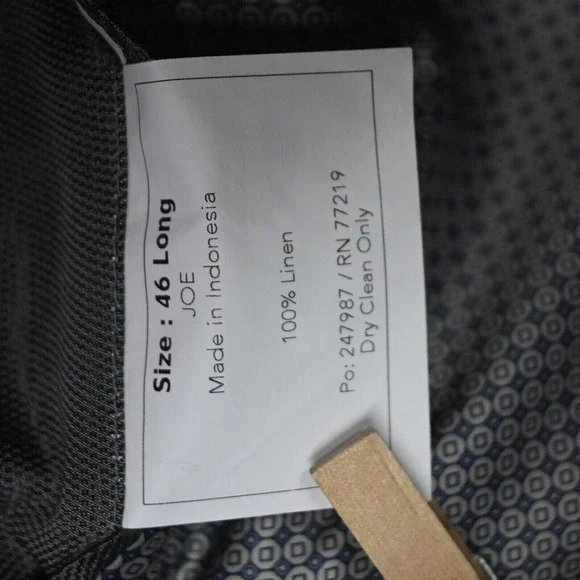 Size : 46 Long
JOE
Made in Indonesia
100% Linen
Po: 247987 / RN 77219
Dry Clean Only